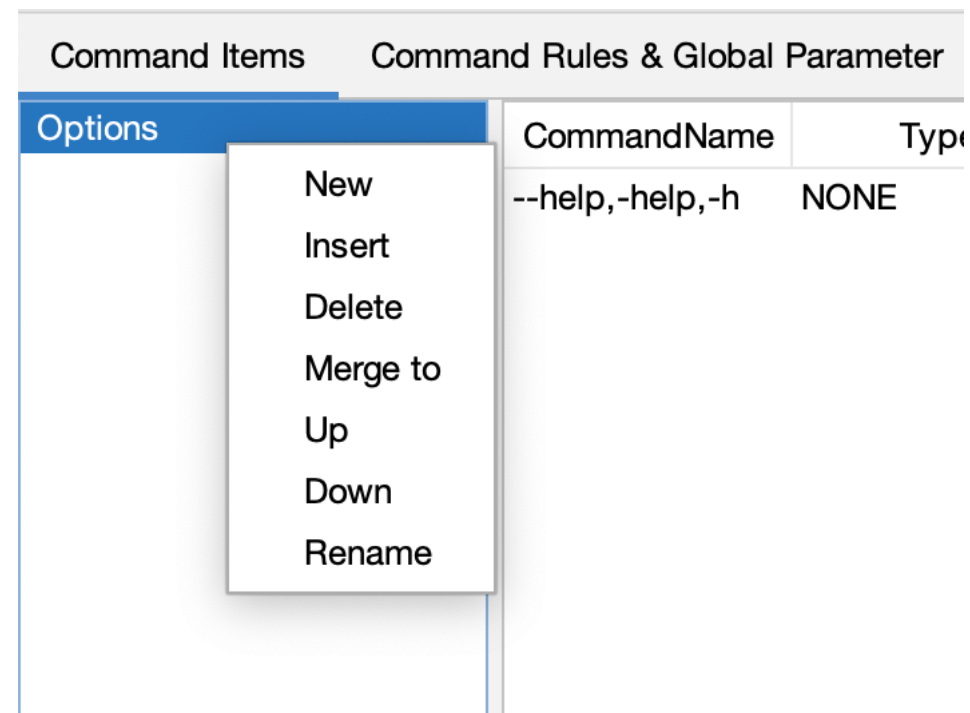 Command Items Command Rules & Global Parameter
Options
CommandName
--help,-help,-h NONE
New
Insert
Delete
Merge to
Up
Down
Rename